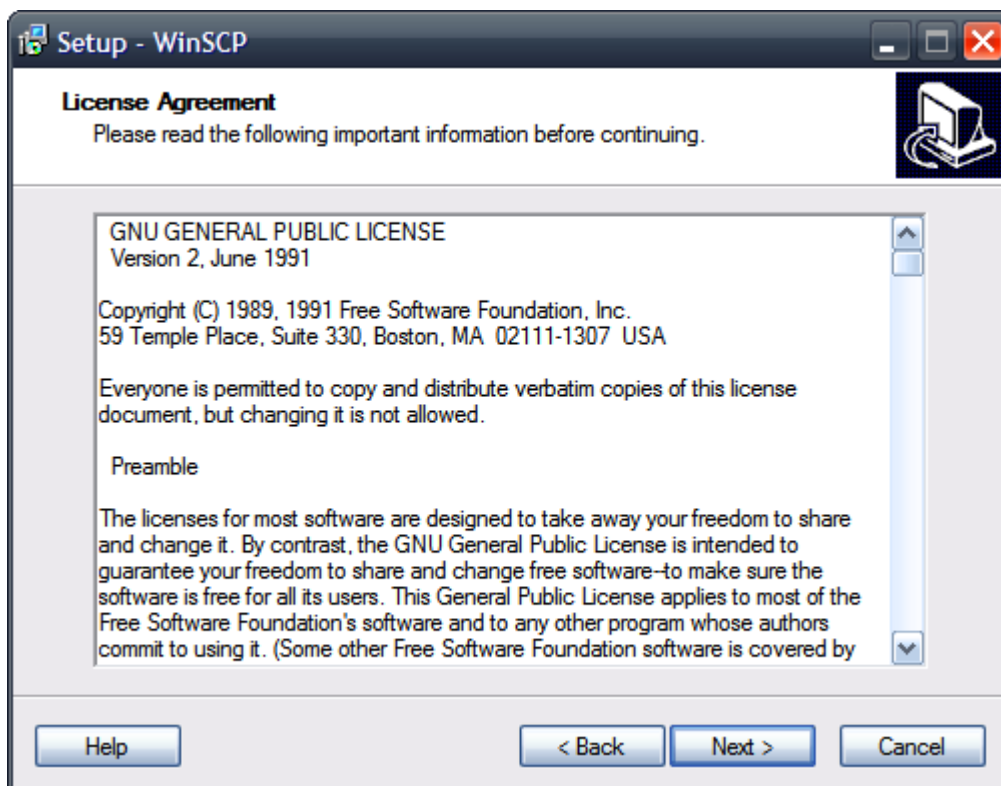 Setup - WinSCP
License Agreement
Please read the following important information before continuing.
GNU GENERAL PUBLIC LICENSE
Version 2, June 1991
Copyright (C) 1989, 1991 Free Software Foundation, Inc.
59 Temple Place, Suite 330, Boston, MA  02111-1307  USA
Everyone is permitted to copy and distribute verbatim copies of this license
document, but changing it is not allowed.
Preamble
The licenses for most software are designed to take away your freedom to share
and change it. By contrast, the GNU General Public License is intended to
guarantee your freedom to share and change free software--to make sure the
software is free for all its users. This General Public License applies to most of the
Free Software Foundation's software and to any other program whose authors
commit to using it. (Some other Free Software Foundation software is covered by
Help
< Back
Next >
Cancel